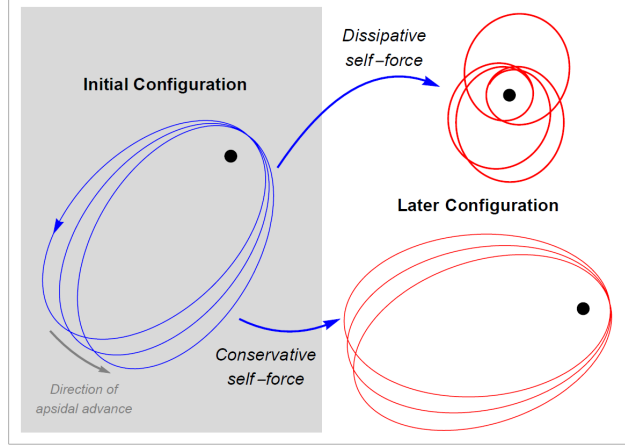 Initial Configuration
Dissipative
self-force
Later Configuration
Conservative
self-force
Direction of
apsidal advance